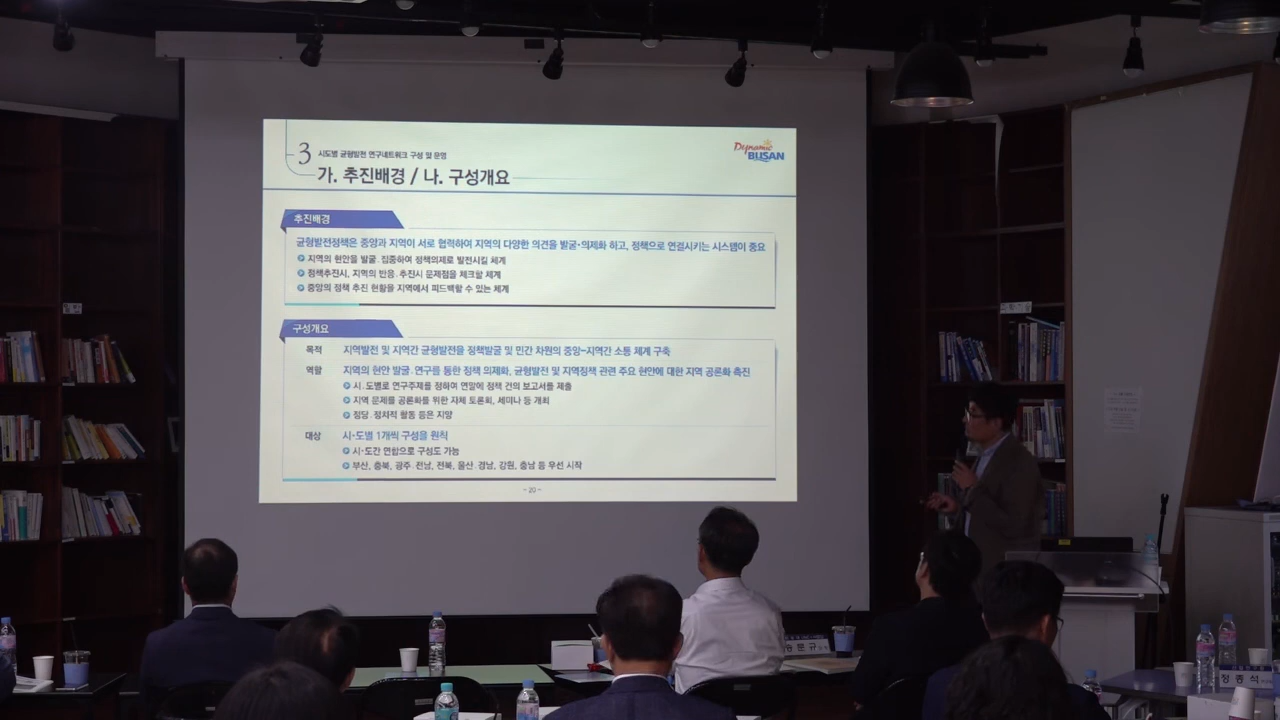 3
시도별 균형발전 연구네트워크 구성 및 운영
가. 추진배경 / 나. 구성개요
Dynamic
BUSAN
추진배경
균형발전정책은 중앙과 지역이 서로 협력하여 지역의 다양한 의견을 발굴·의제화 하고, 정책으로 연결시키는 시스템이 중요
지역의 현안을 발굴·집중하여 정책의제로 발전시킬 체계
정책추진시, 지역의 반응·추진시 문제점을 체크할 체계
중앙의 정책 추진 현황을 지역에서 피드백할 수 있는 체계
구성개요
목적 지역발전 및 지역간 균형발전을 정책발굴 및 민간 차원의 중앙-지역간 소통 체계 구축
역할 지역의 현안 발굴·연구를 통한 정책 의제화, 균형발전 및 지역정책 관련 주요 현안에 대한 지역 공론화 촉진
시·도별로 연구주제를 정하여 연말에 정책 건의 보고서를 제출
지역 문제를 공론화를 위한 자체 토론회, 세미나 등 개최
정당·정치적 활동 등은 지양
대상 시·도별 1개씩 구성을 원칙
시·도간 연합으로 구성도 가능
부산, 충북, 광주·전남, 전북, 울산·경남, 강원, 충남 등 우선 시작
- 20 -
문규
정종석